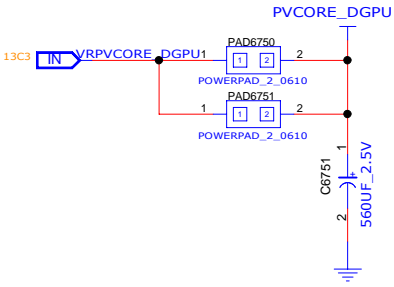 PVCORE_DGPU
13C3
IN
VRPVCORE_DGPU
1
PAD6750
1
2
2
POWERPAD_2_0610
PAD6751
1
1
2
2
POWERPAD_2_0610
1
+
C6751
560UF_2.5V
2